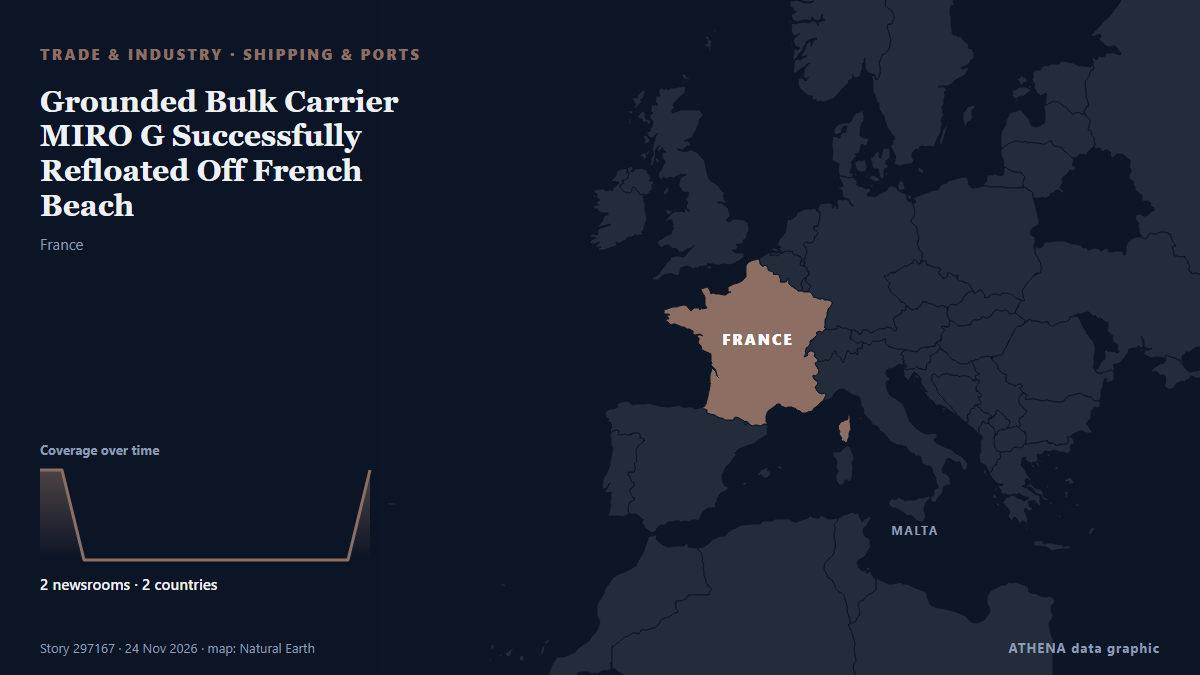 TRADE & INDUSTRY · SHIPPING & PORTS
Grounded Bulk Carrier
MIRO G Successfully
Refloated Off French
Beach
France
FRANCE
MALTA
Coverage over time
2 newsrooms · 2 countries
Story 297167 · 24 Nov 2026 · map: Natural Earth
ATHENA data graphic